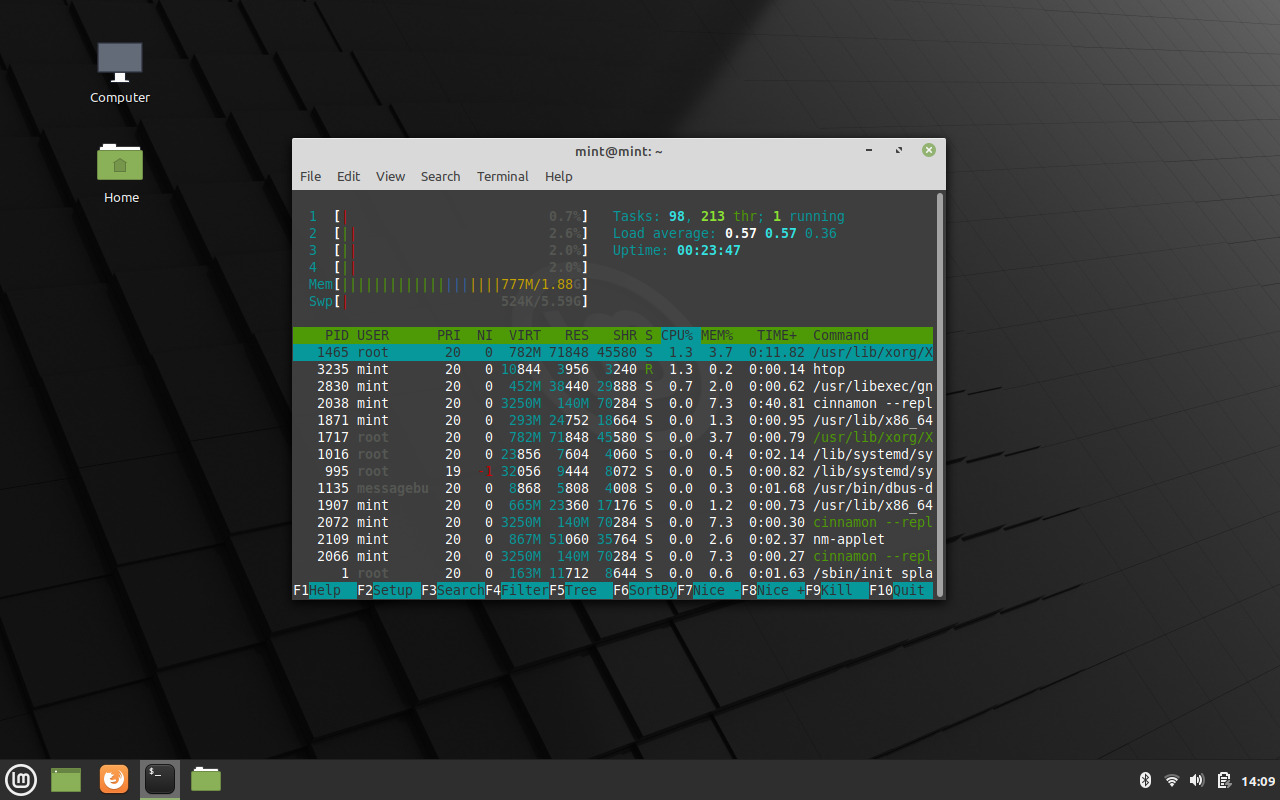 Computer
Home
mint@mint: ~
File Edit View Search Terminal Help
1 [| 0.7%] Tasks: 98, 213 thr; 1 running
2 [|| 2.6%] Load average: 0.57 0.57 0.36
3 [|| 2.0%] Uptime: 00:23:47
4 [|| 2.0%]
Mem[||||||||||||||||||||777M/1.88G]
Swp[| 524K/5.59G]
PID USER PRI NI VIRT RES SHR S CPU% MEM% TIME+ Command
1465 root 20 0 782M 71848 45580 S 1.3 3.7 0:11.82 /usr/lib/xorg/X
3235 mint 20 0 10844 3956 3240 R 1.3 0.2 0:00.14 htop
2830 mint 20 0 452M 38440 29888 S 0.7 2.0 0:00.62 /usr/libexec/gn
2038 mint 20 0 3250M 140M 70284 S 0.0 7.3 0:40.81 cinnamon --repl
1871 mint 20 0 293M 24752 18664 S 0.0 1.3 0:00.95 /usr/lib/x86_64
1717 root 20 0 782M 71848 45580 S 0.0 3.7 0:00.79 /usr/lib/xorg/X
1016 root 20 0 23856 7604 4060 S 0.0 0.4 0:02.14 /lib/systemd/sy
995 root 19 -1 32056 9444 8072 S 0.0 0.5 0:00.82 /lib/systemd/sy
1135 messagebu 20 0 8868 5808 4008 S 0.0 0.3 0:01.68 /usr/bin/dbus-d
1907 mint 20 0 665M 23360 17176 S 0.0 1.2 0:00.73 /usr/lib/x86_64
2072 mint 20 0 3250M 140M 70284 S 0.0 7.3 0:00.30 cinnamon --repl
2109 mint 20 0 867M 51060 35764 S 0.0 2.6 0:02.37 nm-applet
2066 mint 20 0 3250M 140M 70284 S 0.0 7.3 0:00.27 cinnamon --repl
1 root 20 0 163M 11712 8644 S 0.0 0.6 0:01.63 /sbin/init spla
F1Help F2Setup F3SearchF4FilterF5Tree F6SortByF7Nice -F8Nice +F9Kill F10Quit
$_
14:09